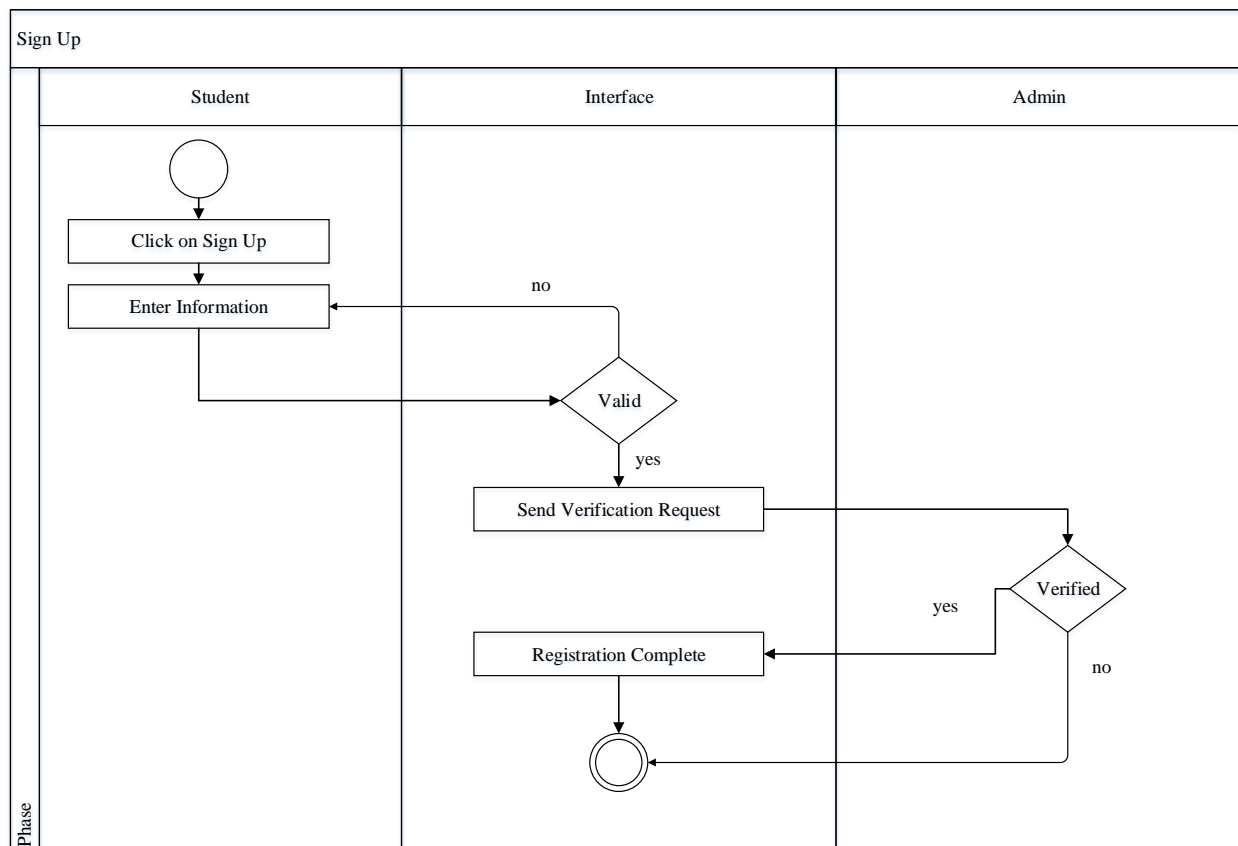 Sign Up
Student
Interface
Admin
Click on Sign Up
Enter Information
no
Valid
yes
Send Verification Request
Verified
yes
Registration Complete
no
Phase